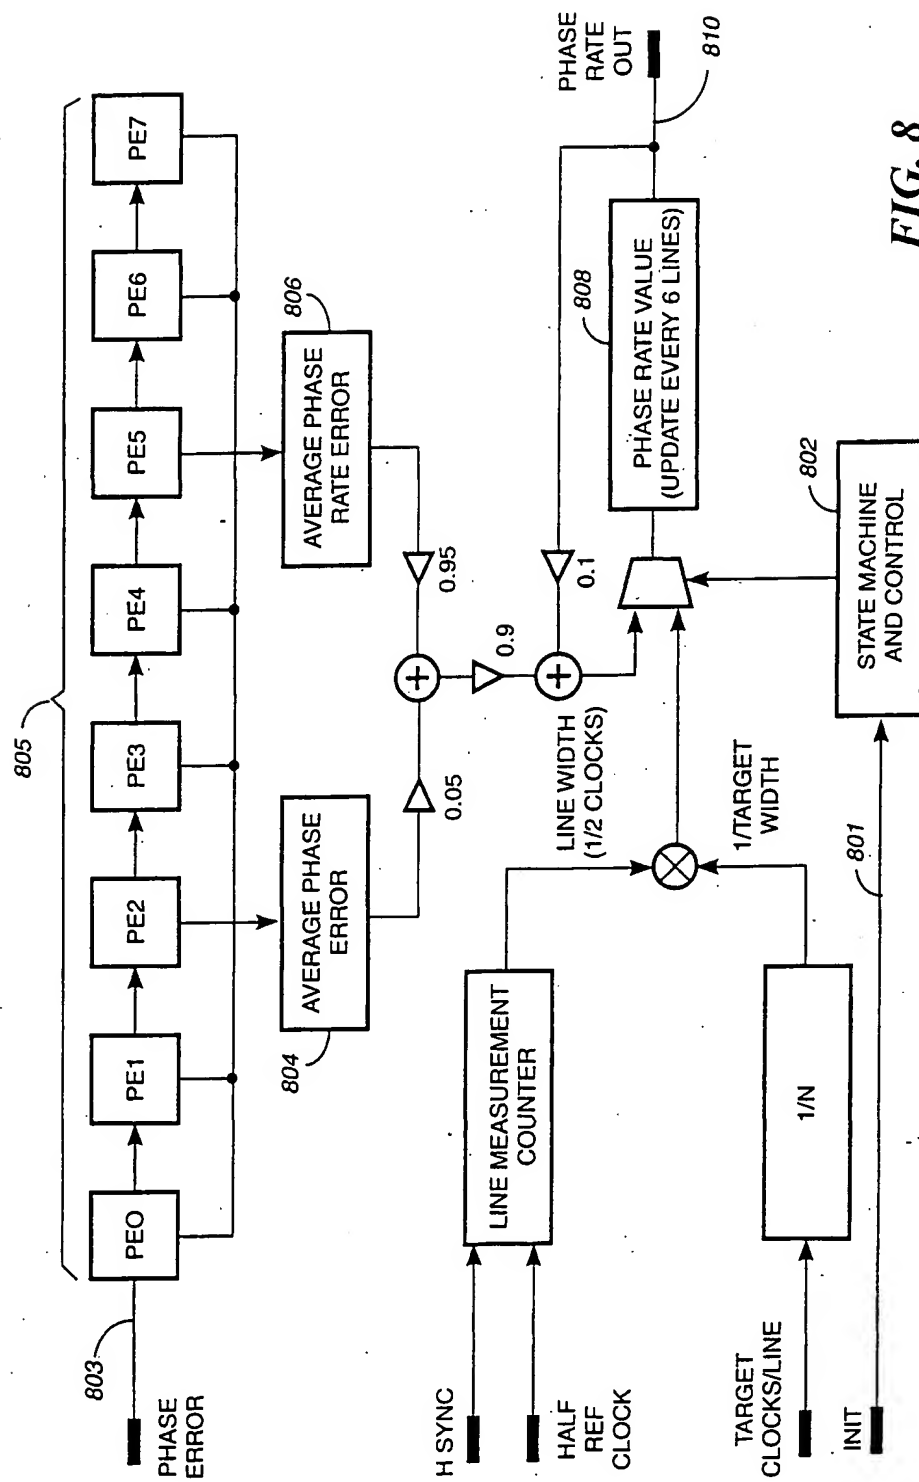 805
803
PHASE
ERROR
PE0
PE1
PE2
PE3
PE4
PE5
PE6
PE7
804
AVERAGE PHASE
ERROR
806
AVERAGE PHASE
RATE ERROR
0.05
0.95
0.9
0.1
H SYNC
HALF
REF
CLOCK
LINE MEASUREMENT
COUNTER
LINE WIDTH
(1/2 CLOCKS)
808
PHASE RATE VALUE
(UPDATE EVERY 6 LINES)
PHASE
RATE
OUT
810
TARGET
CLOCKS/LINE
1/N
1/TARGET
WIDTH
INIT
801
802
STATE MACHINE
AND CONTROL
FIG. 8